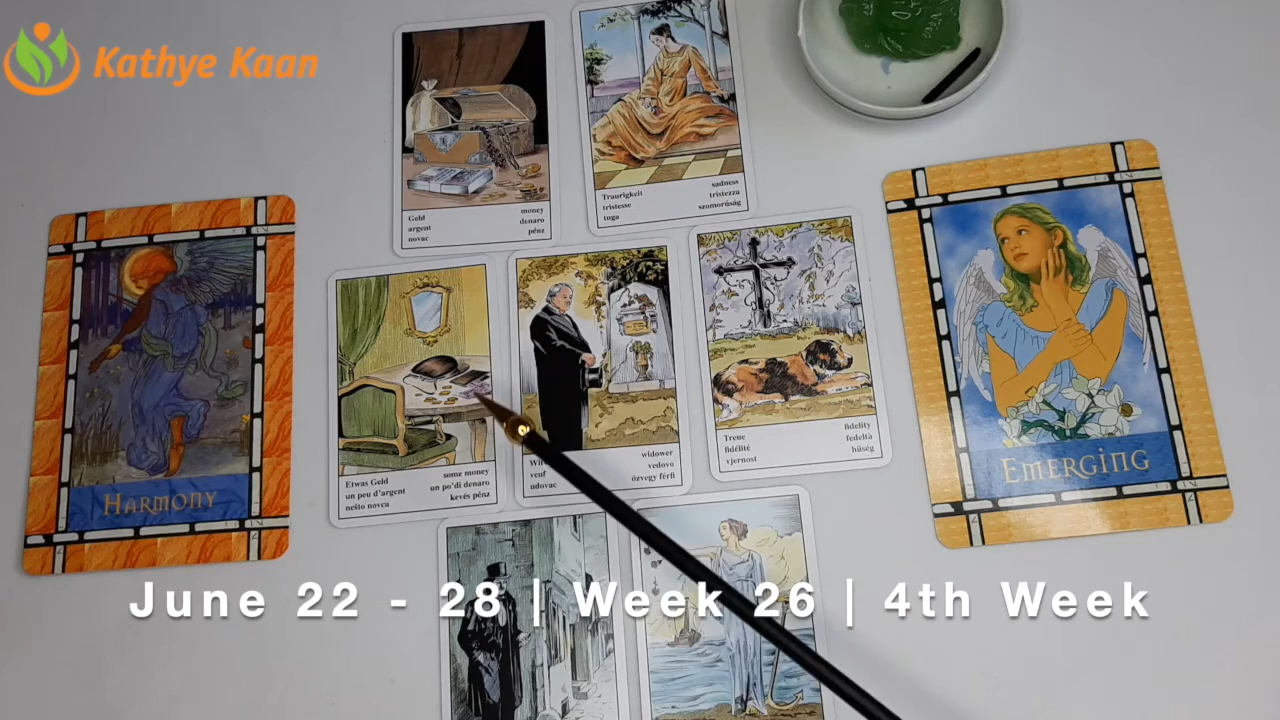 Kathye Kaan
Geld
argent
novac
money
denaro
pénz
Traurigkeit
tristesse
tuga
sadness
tristezza
szomorúság
HARMONY
Etwas Geld
un peu d'argent
nešto novca
some money
un po'di denaro
kevés pénz
veuf
udovac
widower
vedovo
özvegy férfi
Treue
fidélité
vjernost
fidelity
fedeltà
hűség
EMERGING
June 22 - 28 | Week 26 | 4th Week